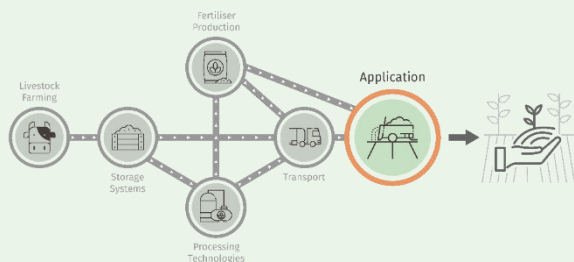 Fertiliser
Production
Application
Livestock
Farming
Storage
Systems
Transport
Processing
Technologies